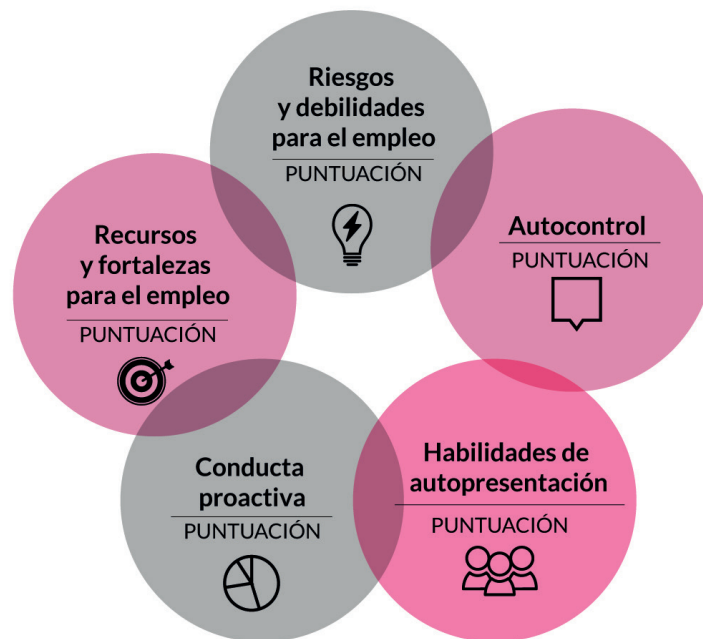 Riesgos
y debilidades
para el empleo
PUNTUACIÓN
Autocontrol
PUNTUACIÓN
Recursos
y fortalezas
para el empleo
PUNTUACIÓN
Conducta
proactiva
PUNTUACIÓN
Habilidades de
autopresentación
PUNTUACIÓN